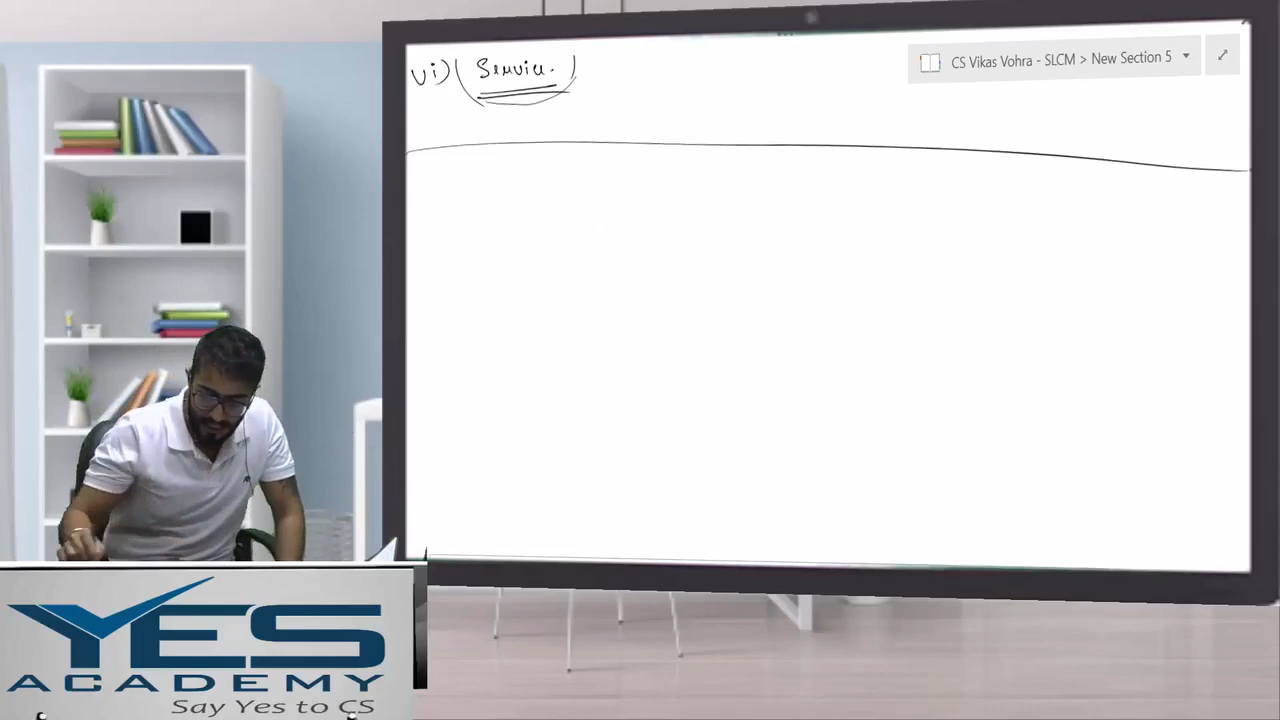 vi) (Service.)
CS Vikas Vohra - SLCM > New Section 5
YES
ACADEMY
Say Yes to CS